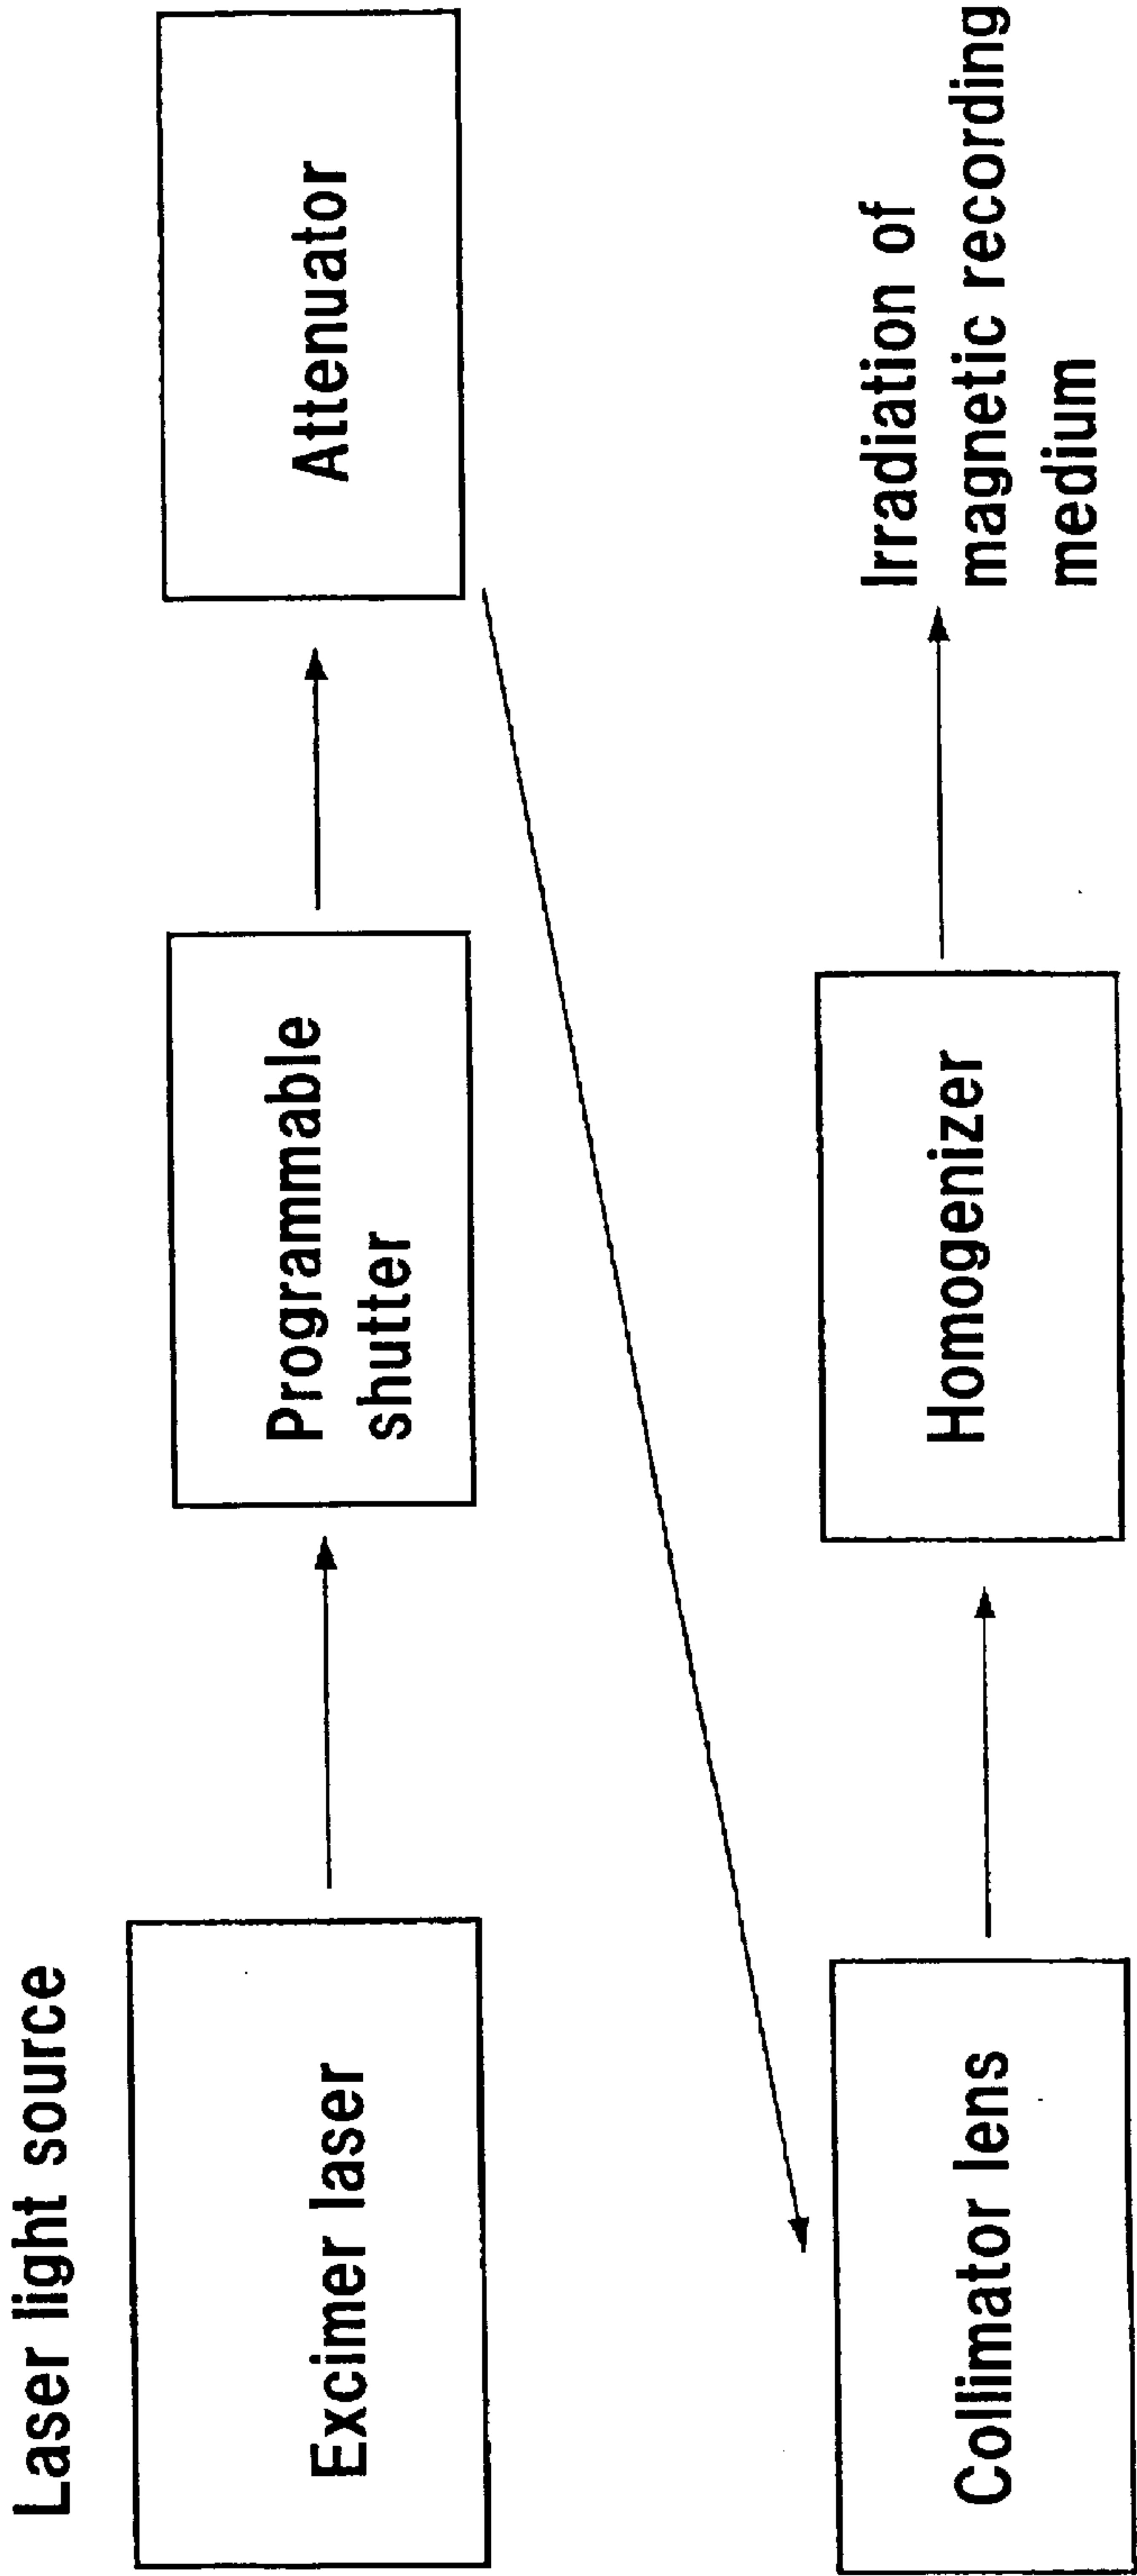 Laser light source
Excimer laser
Programmable
shutter
Attenuator
Collimator lens
Homogenizer
Irradiation of
magnetic recording
medium